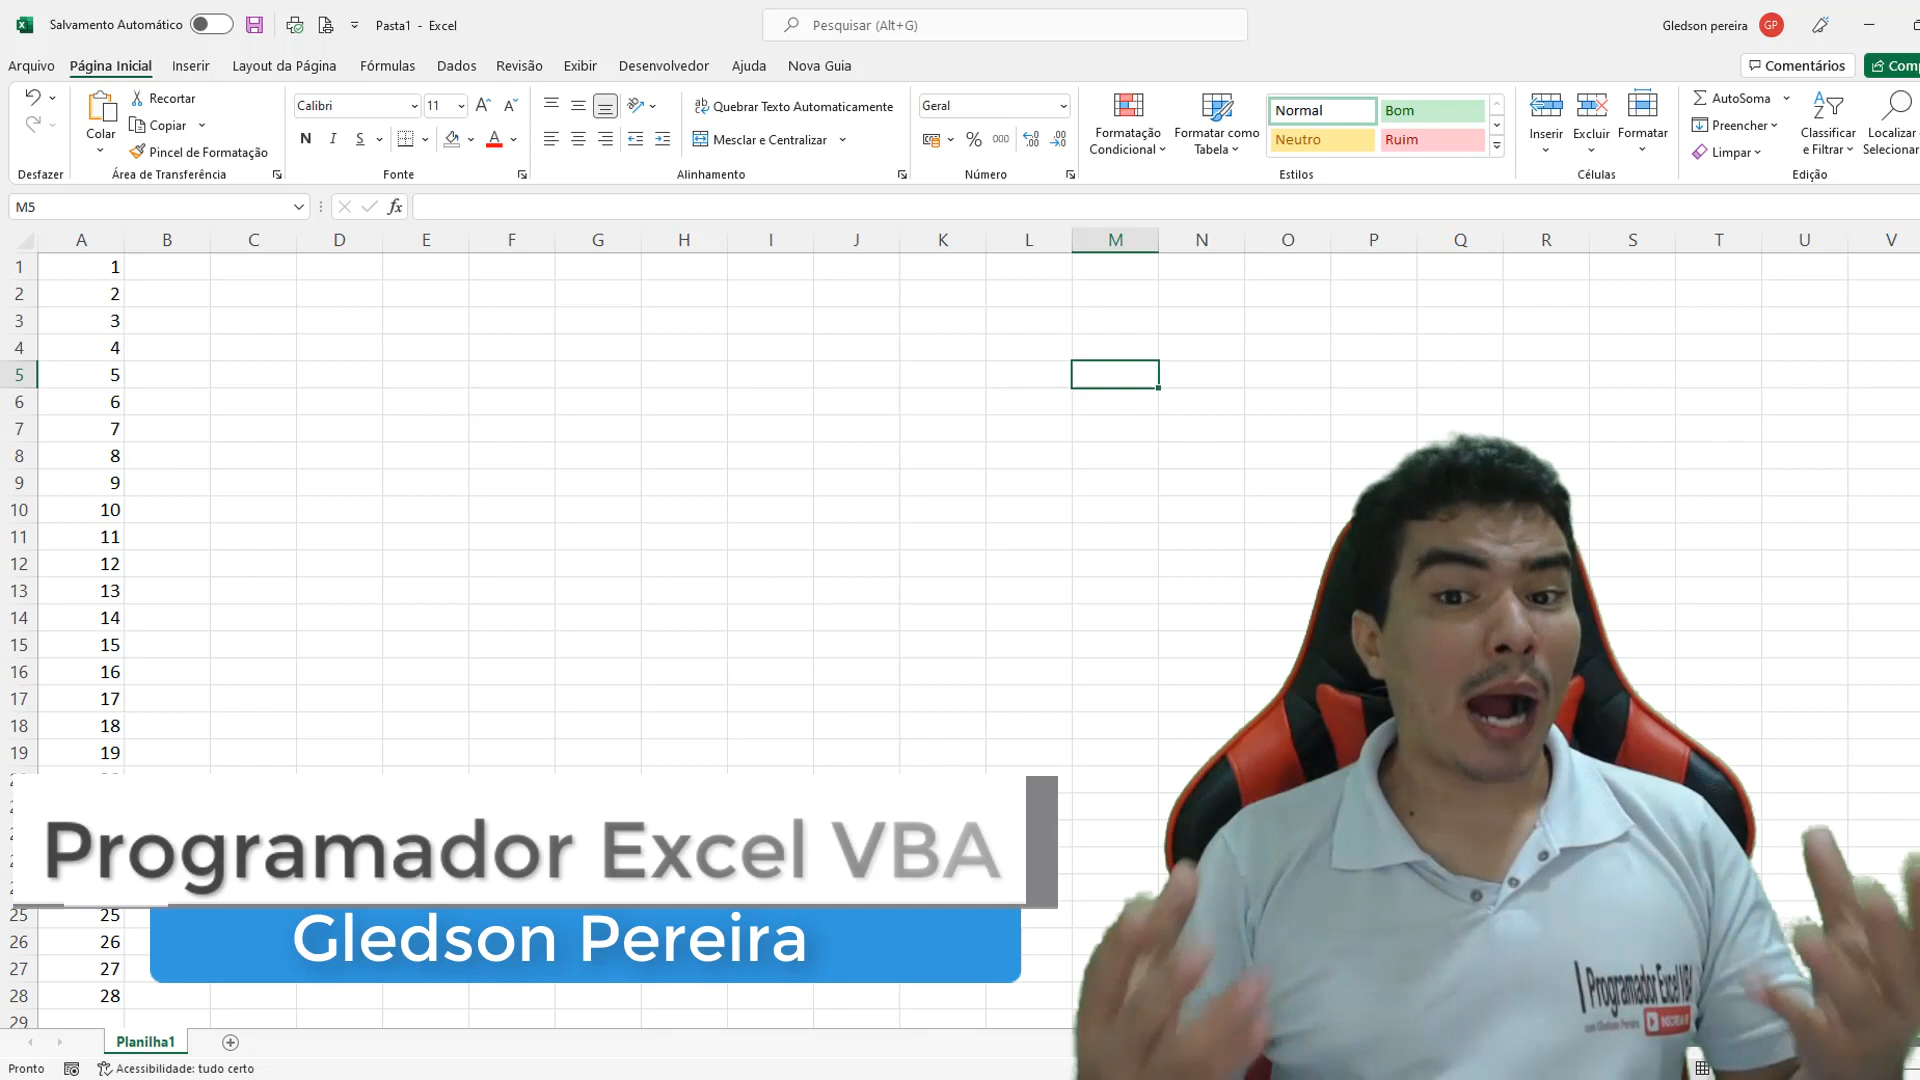 Salvamento Automático
Pasta1 - Excel
Pesquisar (Alt+G)
Gledson pereira
GP
Arquivo
Página Inicial
Inserir
Layout da Página
Fórmulas
Dados
Revisão
Exibir
Desenvolvedor
Ajuda
Nova Guia
Comentários
Comp
Colar
Recortar
Copiar
Pincel de Formatação
Calibri
11
N
I
S
A
ab Quebrar Texto Automaticamente
Mesclar e Centralizar
Geral
%
000
Formatação
Condicional
Formatar como
Tabela
Normal
Bom
Neutro
Ruim
Inserir
Excluir
Formatar
AutoSoma
Preencher
Limpar
Classificar
e Filtrar
Localizar
Selecionar
Desfazer
Área de Transferência
Fonte
Alinhamento
Número
Estilos
Células
Edição
M5
fx
A B C D E F G H I J K L M N O P Q R S T U V
1 1
2 2
3 3
4 4
5 5
6 6
7 7
8 8
9 9
10 10
11 11
12 12
13 13
14 14
15 15
16 16
17 17
18 18
19 19
Programador Excel VBA
Gledson Pereira
25 25
26 26
27 27
28 28
29
Programador Excel VBA
com Gledson Pereira
Planilha1
Pronto
Acessibilidade: tudo certo